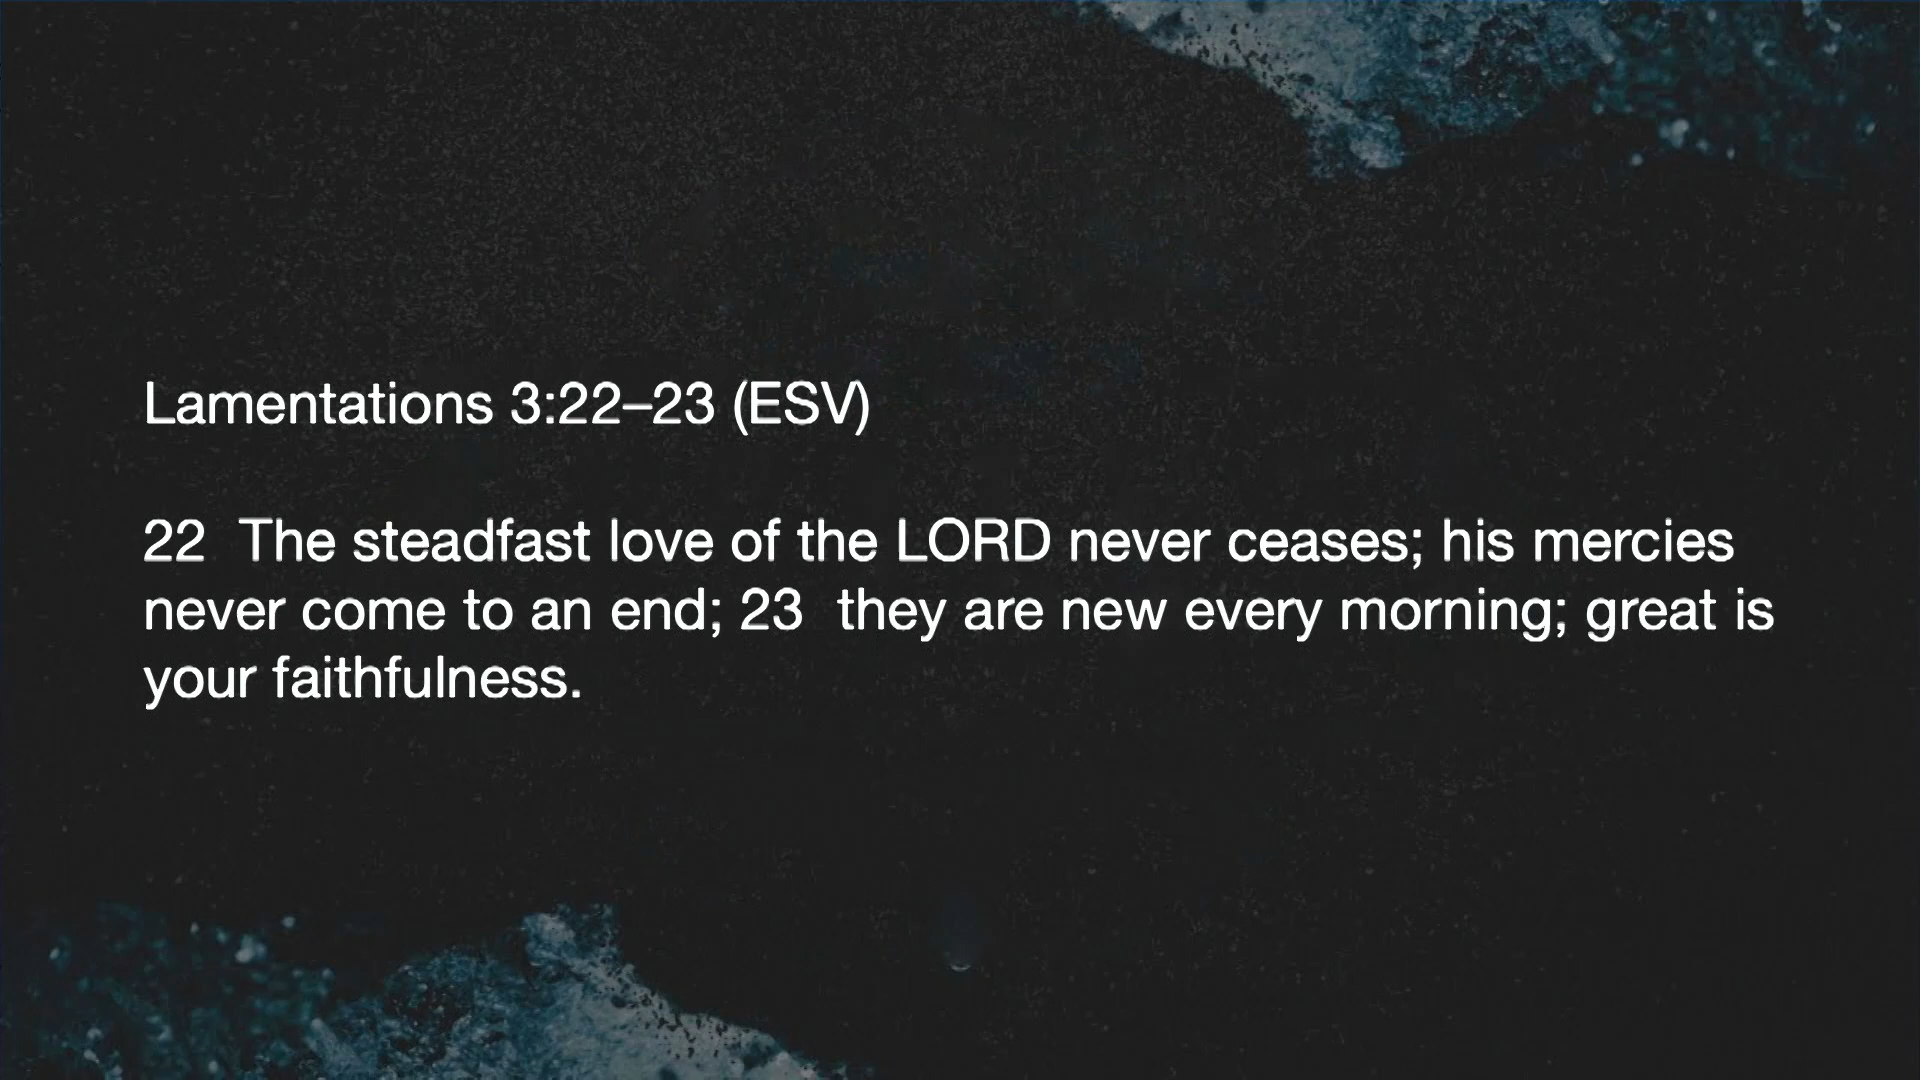 Lamentations 3:22–23 (ESV)
22  The steadfast love of the LORD never ceases; his mercies
never come to an end; 23  they are new every morning; great is
your faithfulness.